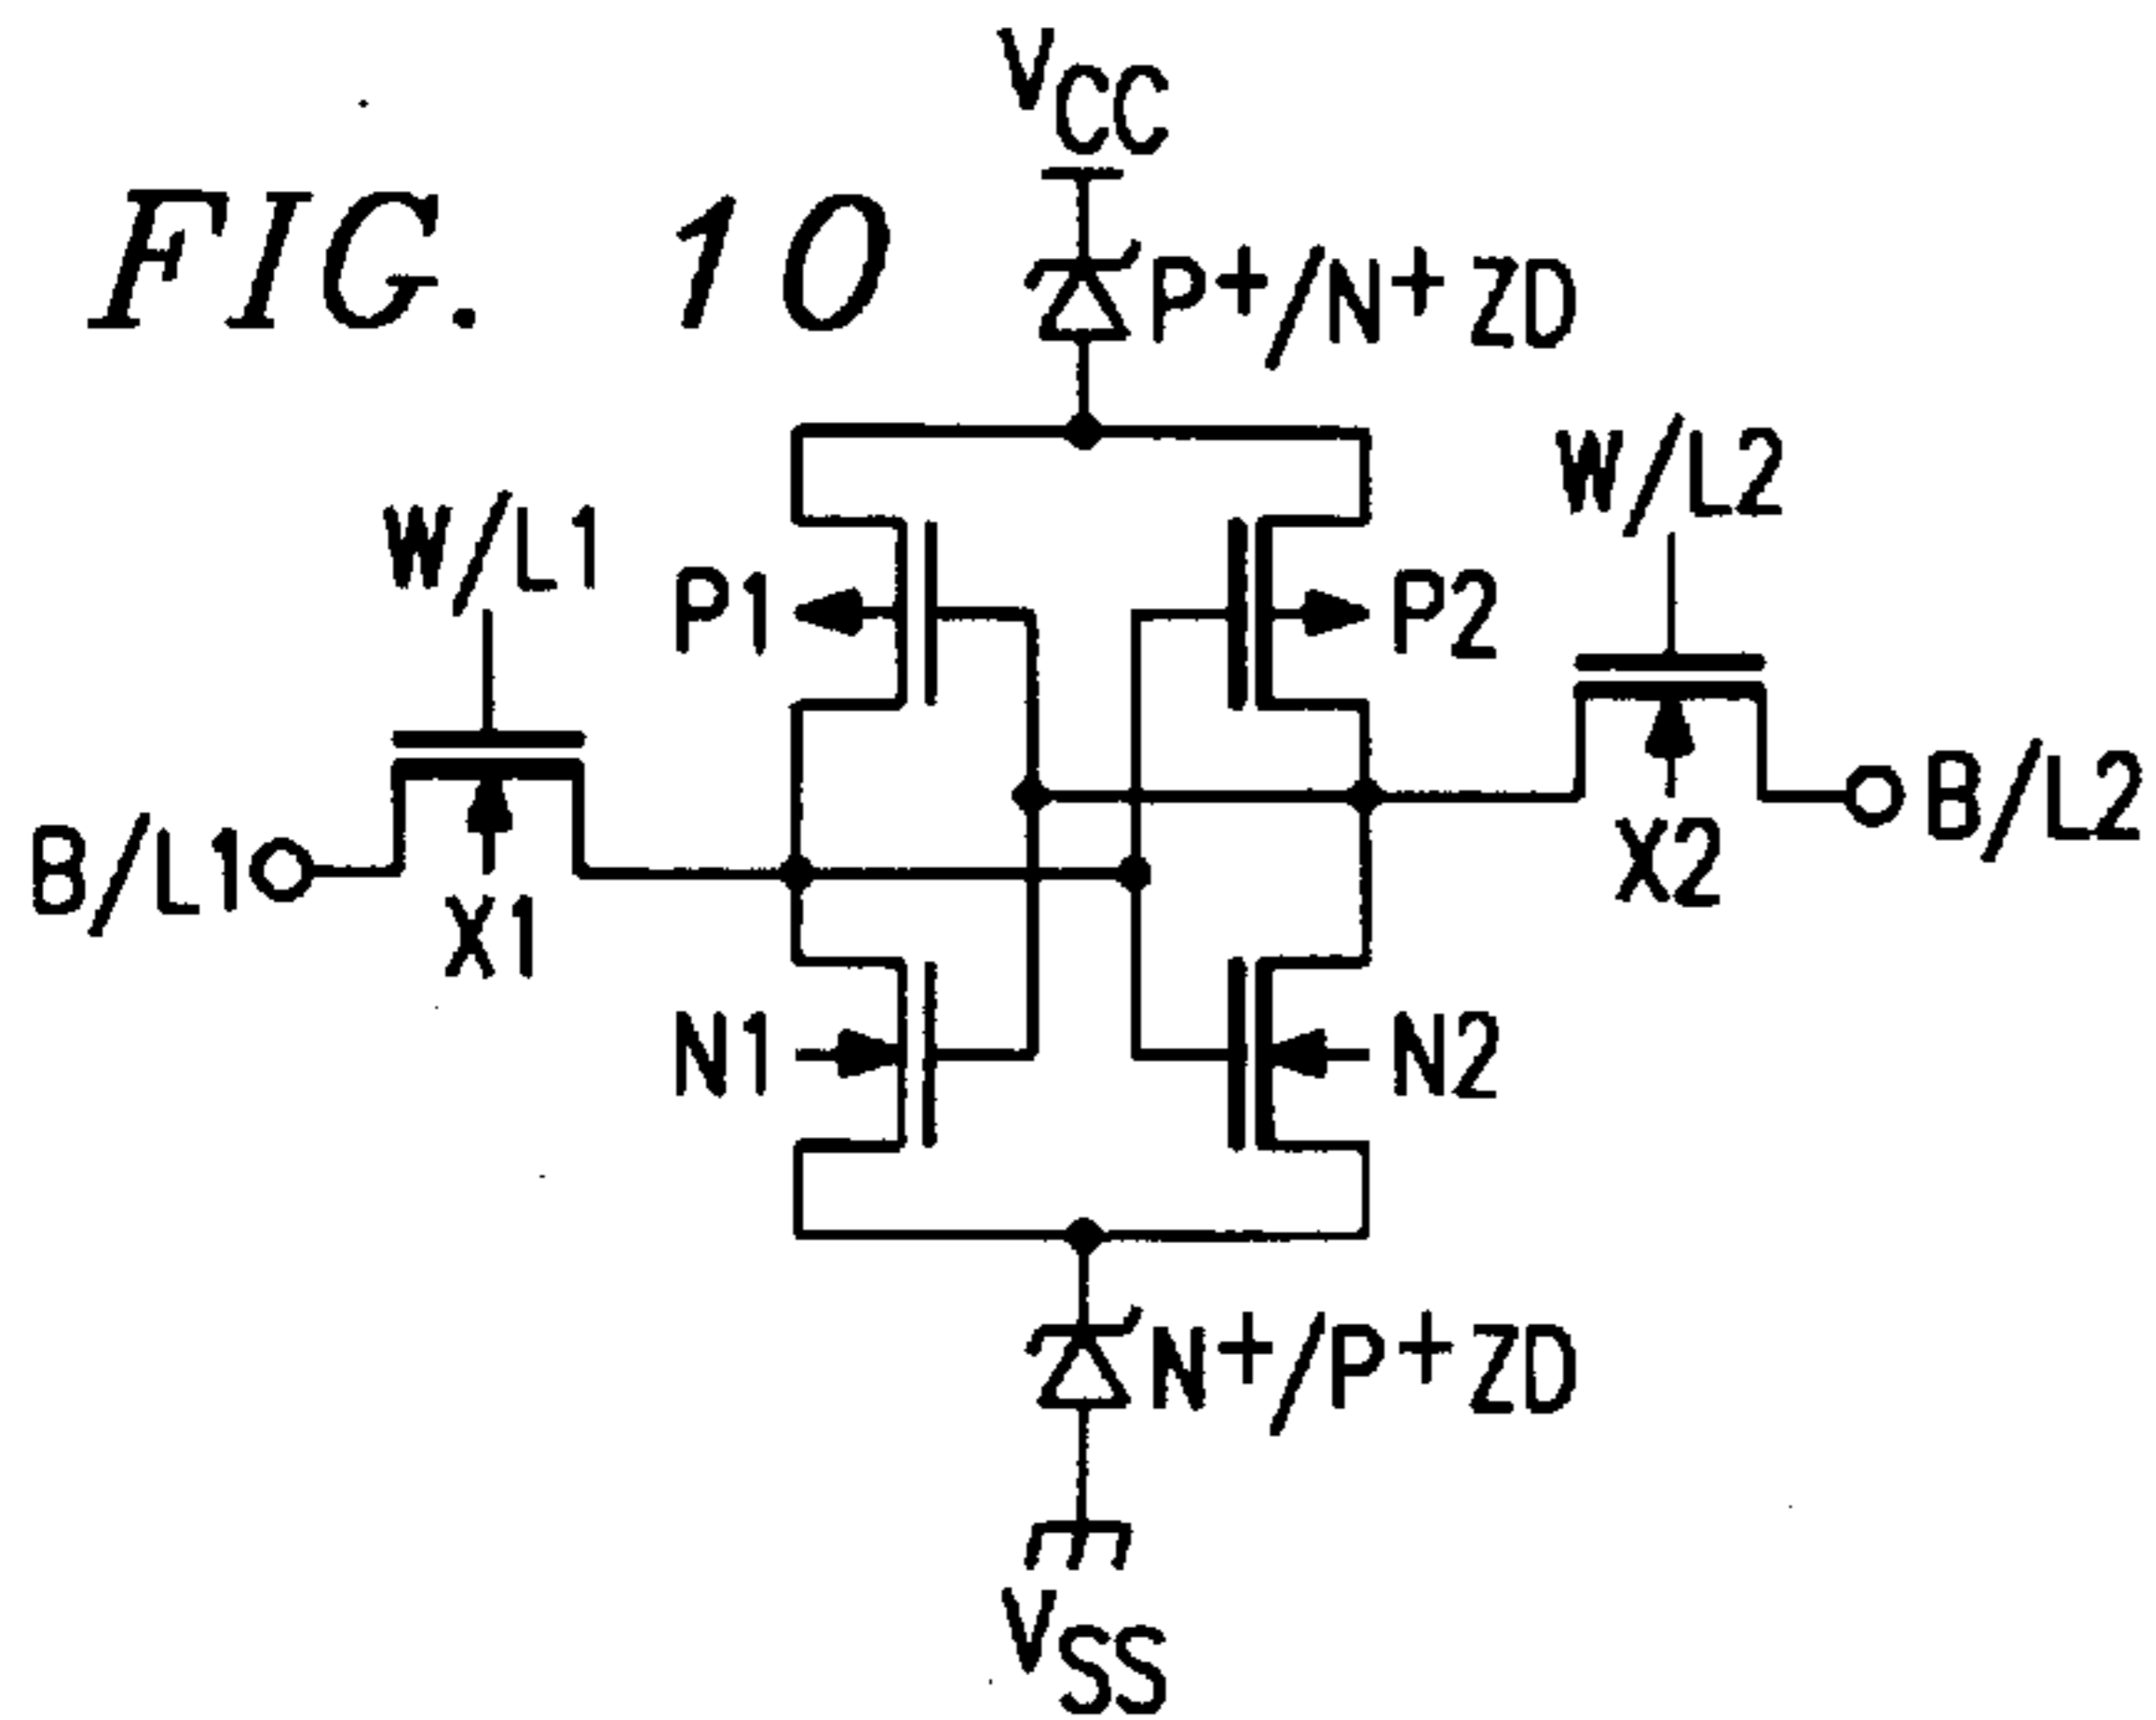 FIG. 10
VCC
P+/N+ ZD
W/L1
W/L2
P1
P2
B/L1
B/L2
X1
X2
N1
N2
N+/P+ ZD
VSS